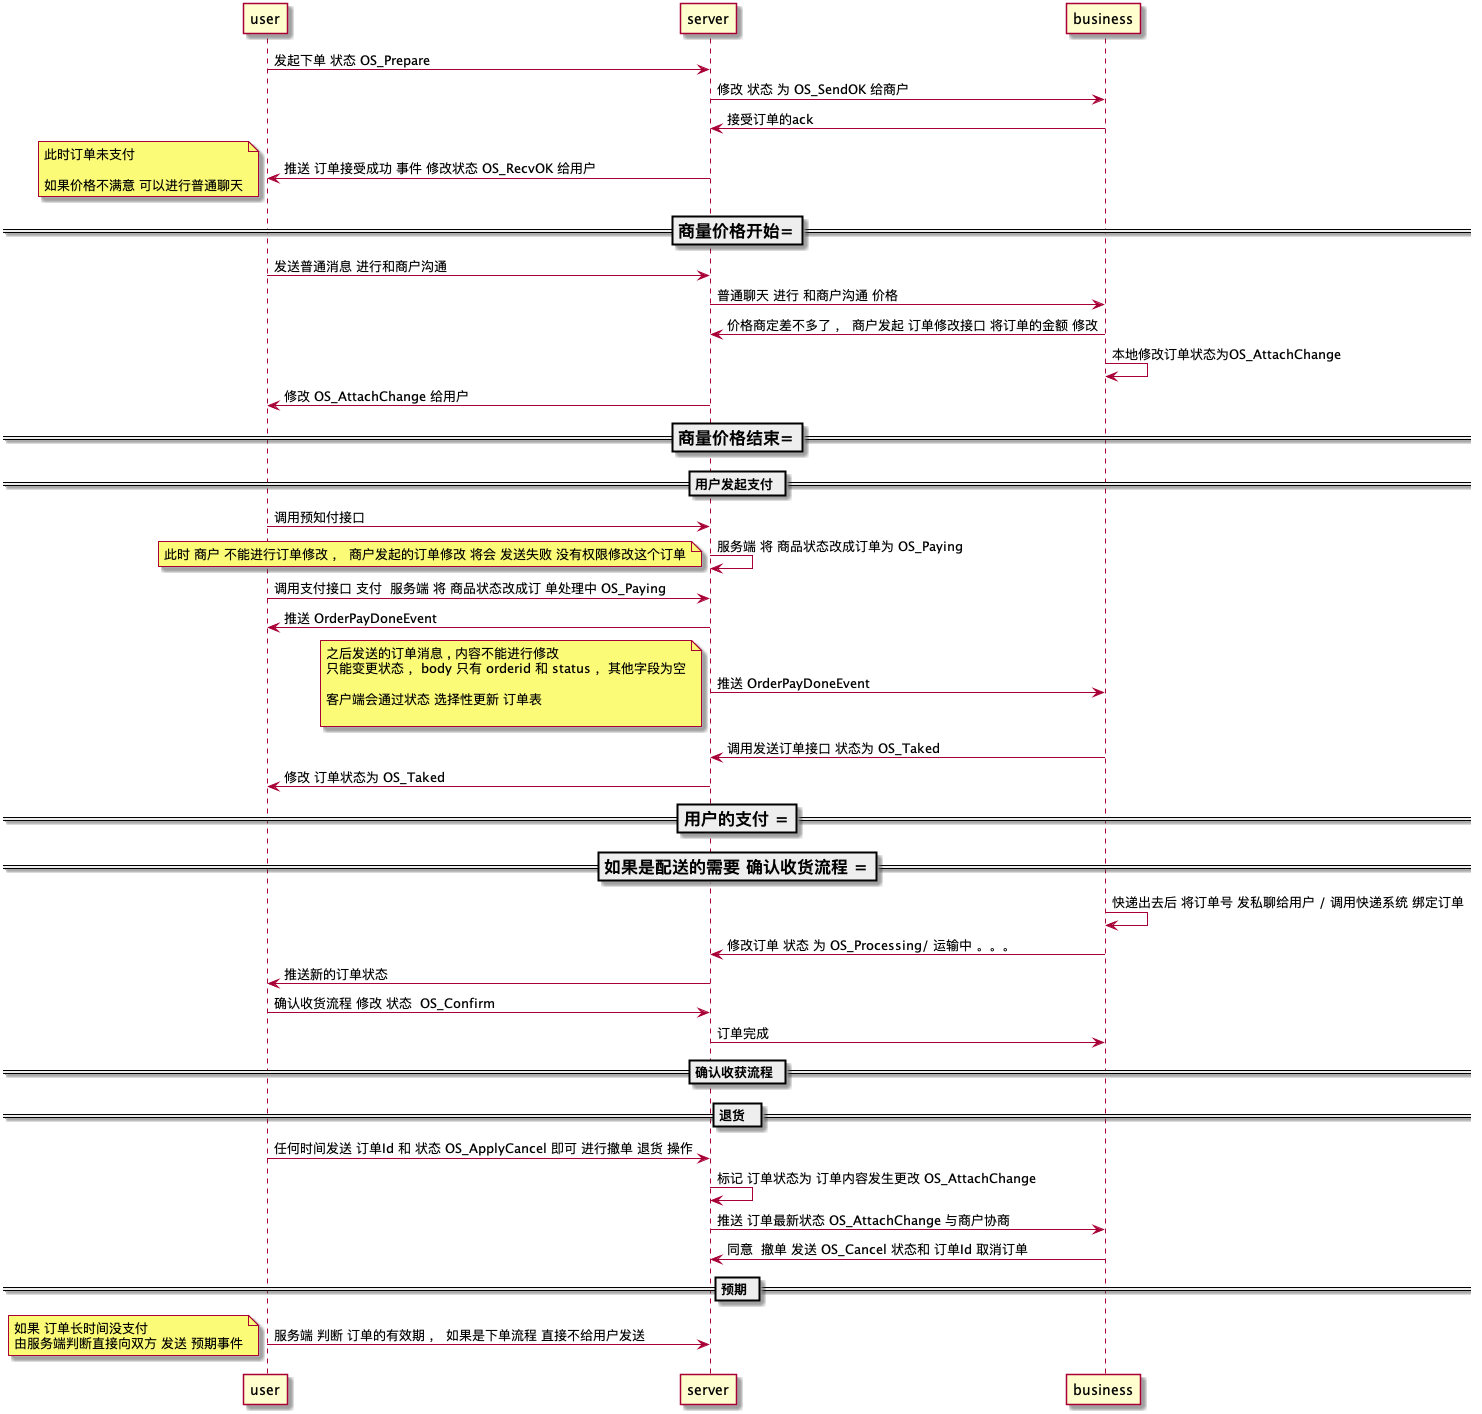 user
server
business
发起下单 状态 OS_Prepare
修改 状态 为 OS_SendOK 给商户
接受订单的ack
此时订单未支付
如果价格不满意 可以进行普通聊天
推送 订单接受成功 事件 修改状态 OS_RecvOK 给用户
商量价格开始=
发送普通消息 进行和商户沟通
普通聊天 进行 和商户沟通 价格
价格商定差不多了， 商户发起 订单修改接口 将订单的金额 修改
本地修改订单状态为OS_AttachChange
修改 OS_AttachChange 给用户
商量价格结束=
用户发起支付
调用预知付接口
此时 商户 不能进行订单修改， 商户发起的订单修改 将会 发送失败 没有权限修改这个订单
服务端 将 商品状态改成订单为 OS_Paying
调用支付接口 支付  服务端 将 商品状态改成订 单处理中 OS_Paying
推送 OrderPayDoneEvent
之后发送的订单消息 , 内容不能进行修改
只能变更状态， body 只有 orderid 和 status ， 其他字段为空
客户端会通过状态 选择性更新 订单表
推送 OrderPayDoneEvent
调用发送订单接口 状态为 OS_Taked
修改 订单状态为 OS_Taked
用户的支付 =
如果是配送的需要 确认收货流程 =
快递出去后 将订单号 发私聊给用户 / 调用快递系统 绑定订单
修改订单 状态 为 OS_Processing/ 运输中 。。。
推送新的订单状态
确认收货流程 修改 状态  OS_Confirm
订单完成
确认收获流程
退货
任何时间发送 订单Id 和 状态 OS_ApplyCancel 即可 进行撤单 退货 操作
标记 订单状态为 订单内容发生更改 OS_AttachChange
推送 订单最新状态 OS_AttachChange 与商户协商
同意  撤单 发送 OS_Cancel 状态和 订单Id 取消订单
预期
如果 订单长时间没支付
由服务端判断直接向双方 发送 预期事件
服务端 判断 订单的有效期， 如果是下单流程 直接不给用户发送
user
server
business